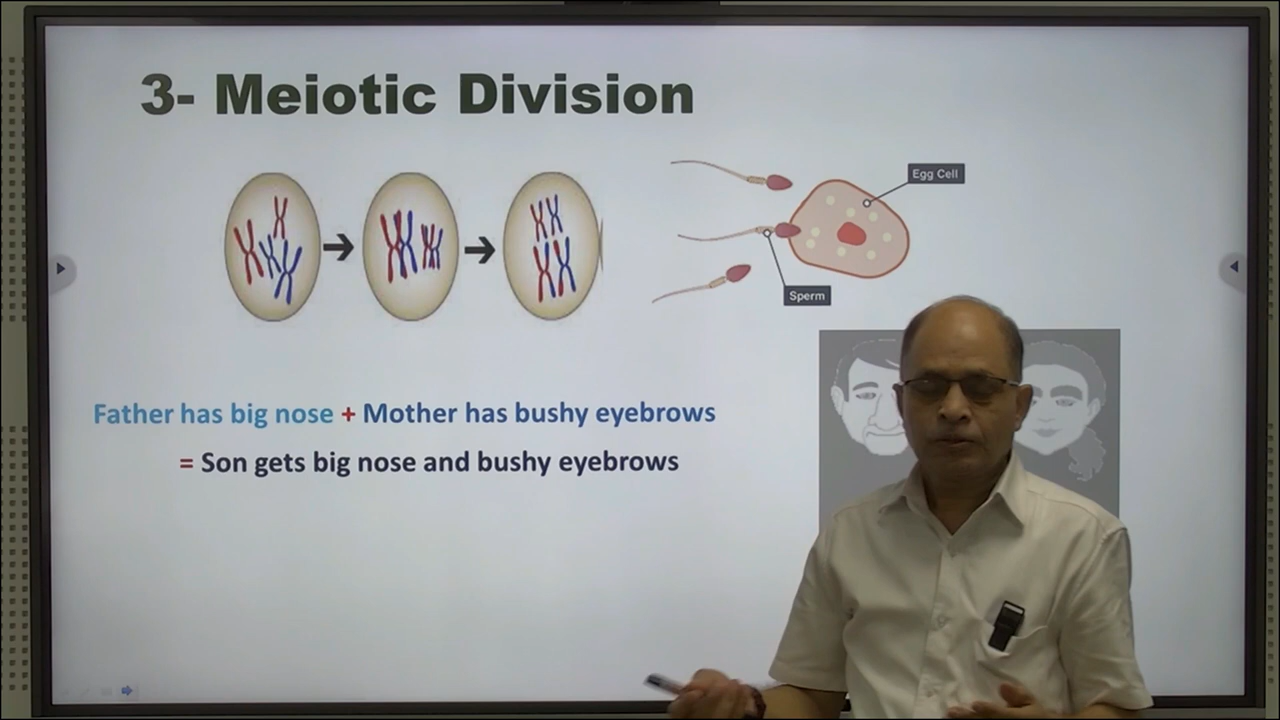 3- Meiotic Division
Egg Cell
Sperm
Father has big nose + Mother has bushy eyebrows
= Son gets big nose and bushy eyebrows